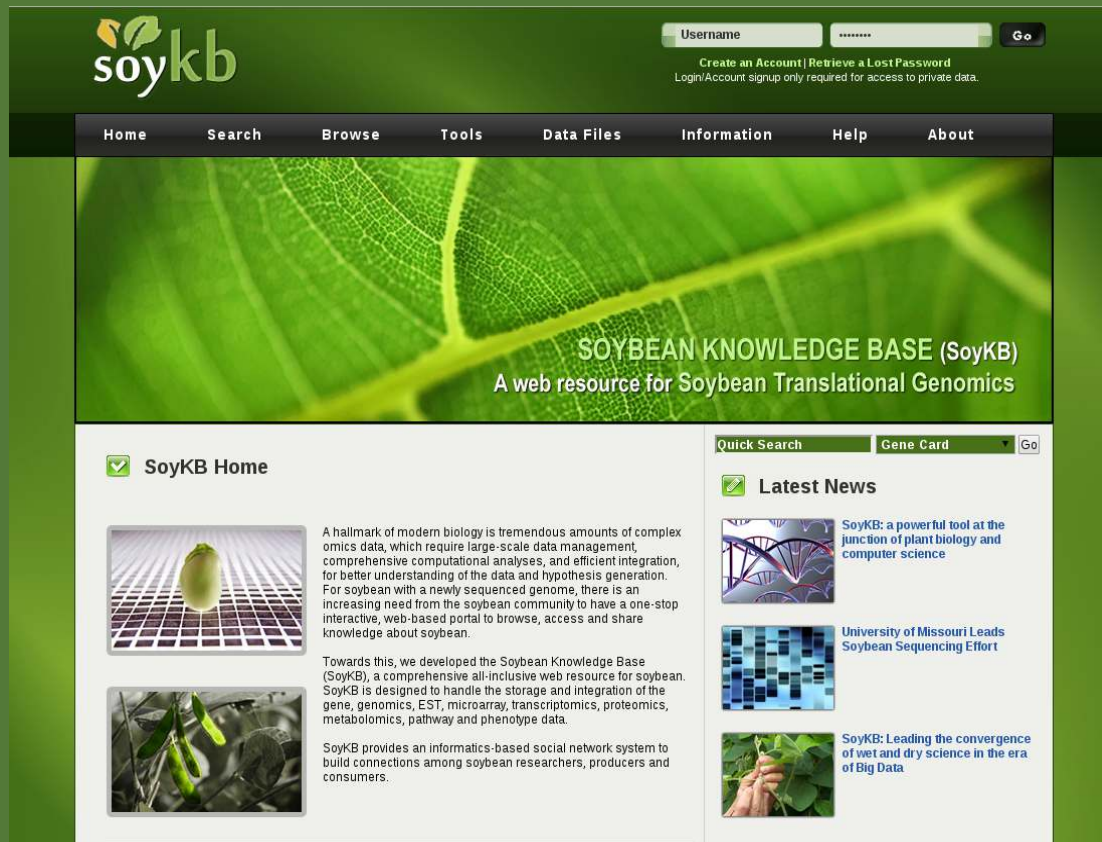 soykb
Username
••••••••
Go
Create an Account | Retrieve a Lost Password
Login/Account signup only required for access to private data.
Home Search Browse Tools Data Files Information Help About
SOYBEAN KNOWLEDGE BASE (SoyKB)
A web resource for Soybean Translational Genomics
SoyKB Home
A hallmark of modern biology is tremendous amounts of complex
omics data, which require large-scale data management,
comprehensive computational analyses, and efficient integration,
for better understanding of the data and hypothesis generation.
For soybean with a newly sequenced genome, there is an
increasing need from the soybean community to have a one-stop
interactive, web-based portal to browse, access and share
knowledge about soybean.
Towards this, we developed the Soybean Knowledge Base
(SoyKB), a comprehensive all-inclusive web resource for soybean.
SoyKB is designed to handle the storage and integration of the
gene, genomics, EST, microarray, transcriptomics, proteomics,
metabolomics, pathway and phenotype data.
SoyKB provides an informatics-based social network system to
build connections among soybean researchers, producers and
consumers.
Quick Search Gene Card Go
Latest News
SoyKB: a powerful tool at the
junction of plant biology and
computer science
University of Missouri Leads
Soybean Sequencing Effort
SoyKB: Leading the convergence
of wet and dry science in the era
of Big Data